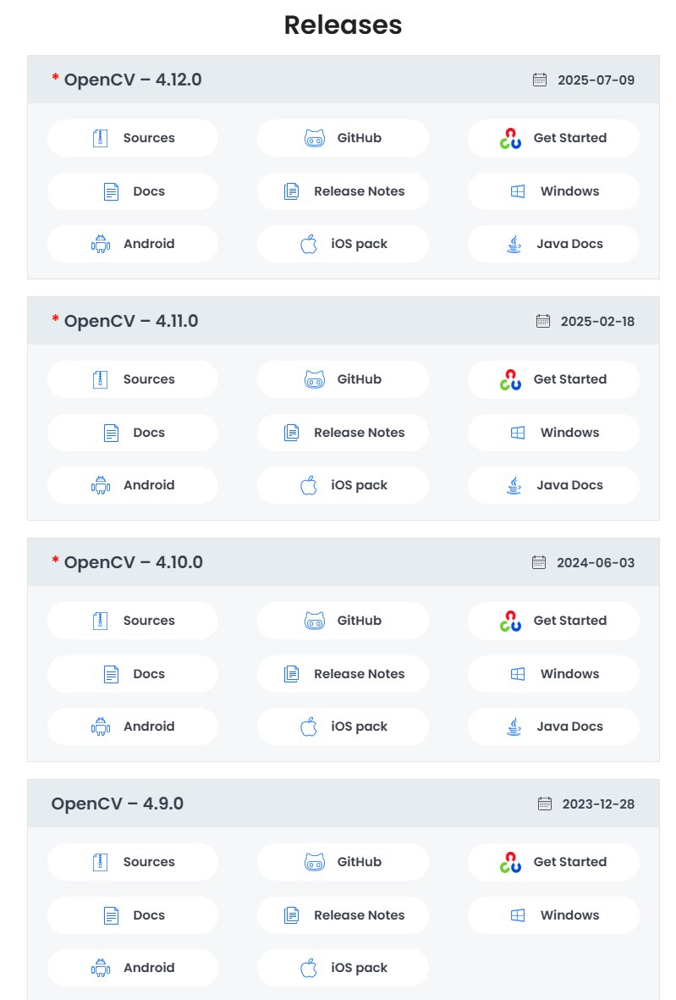 Releases
* OpenCV – 4.12.0 2025-07-09
Sources GitHub Get Started
Docs Release Notes Windows
Android iOS pack Java Docs
* OpenCV – 4.11.0 2025-02-18
Sources GitHub Get Started
Docs Release Notes Windows
Android iOS pack Java Docs
* OpenCV – 4.10.0 2024-06-03
Sources GitHub Get Started
Docs Release Notes Windows
Android iOS pack Java Docs
OpenCV – 4.9.0 2023-12-28
Sources GitHub Get Started
Docs Release Notes Windows
Android iOS pack